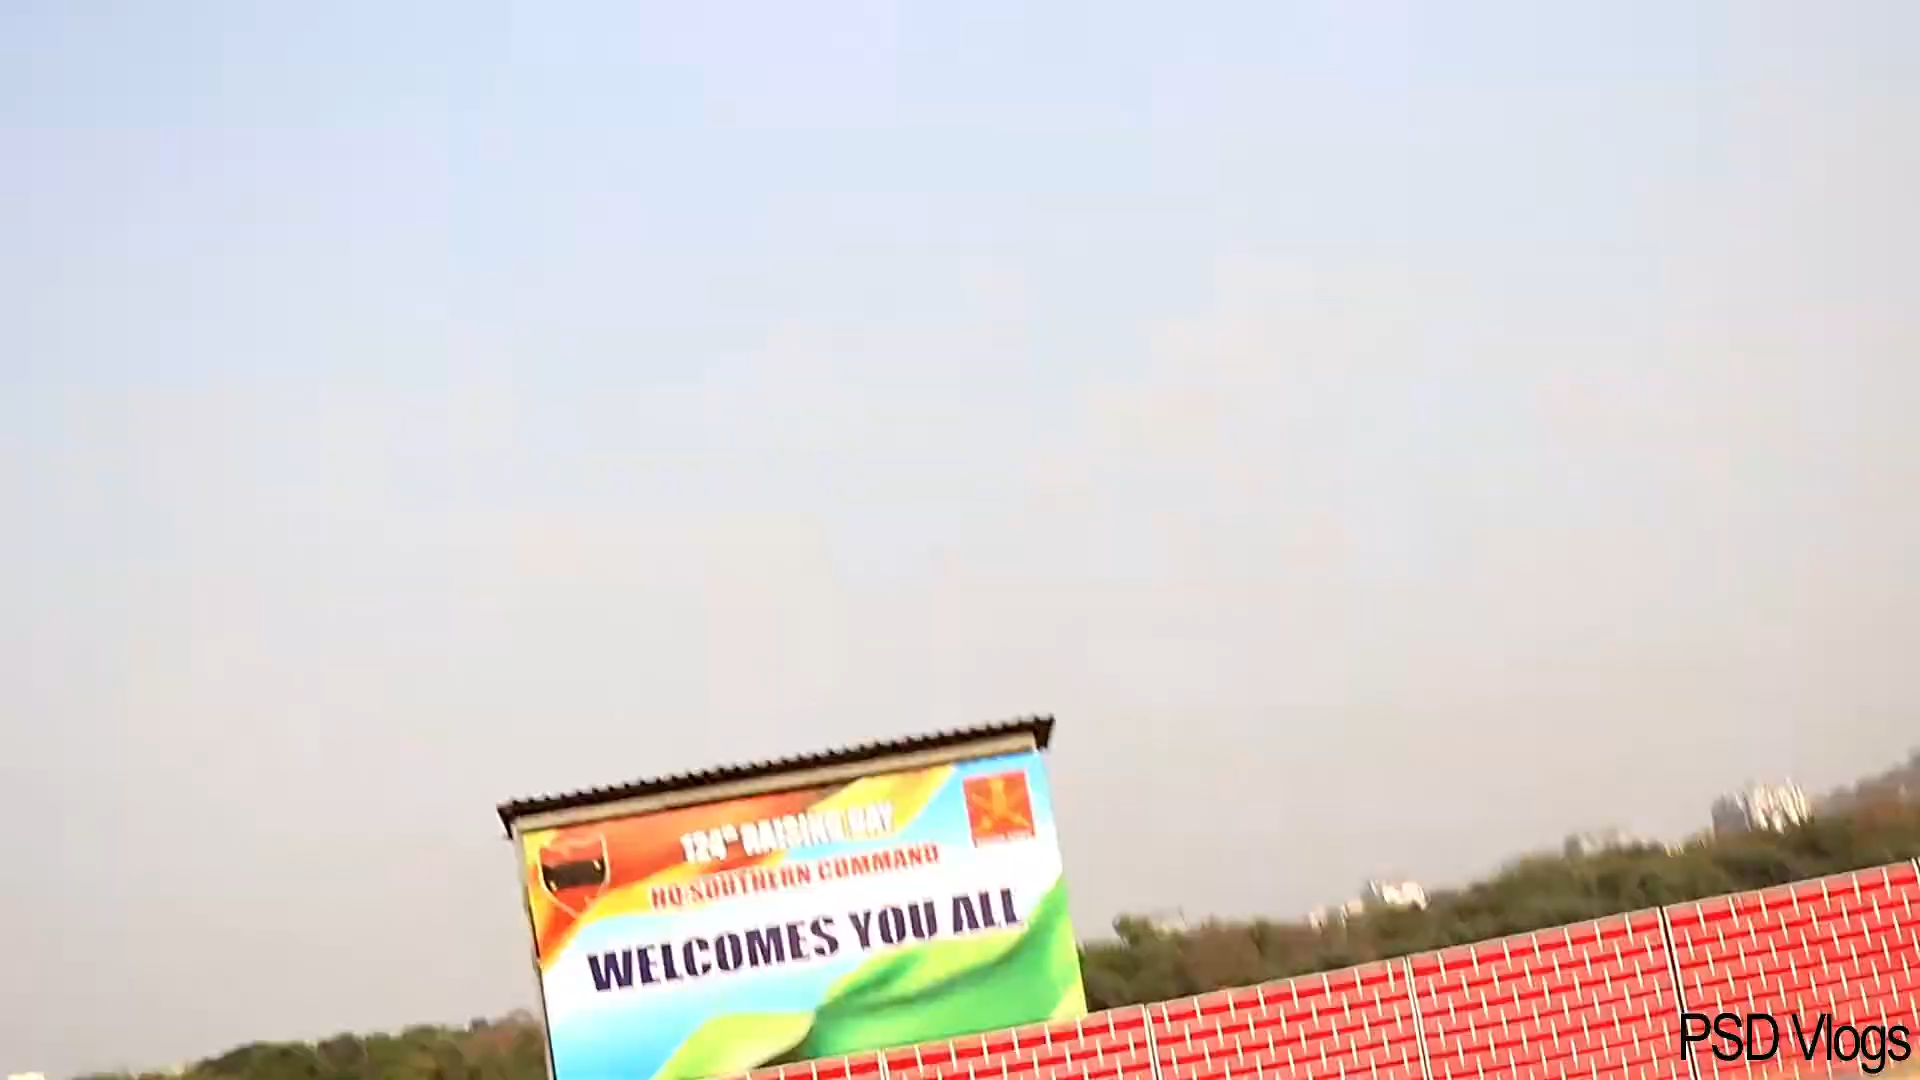 124th RAISING DAY
HQ SOUTHERN COMMAND
WELCOMES YOU ALL
PSD Vlogs